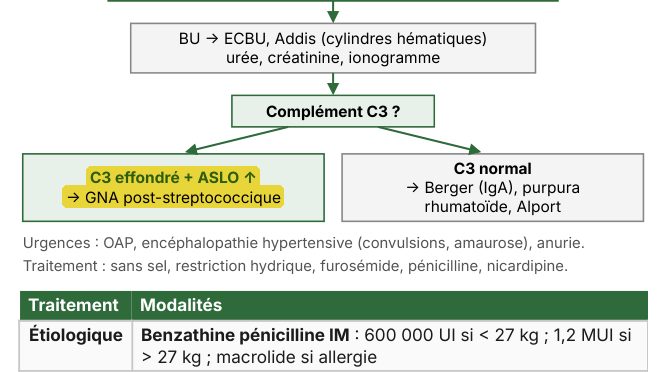 BU → ECBU, Addis (cylindres hématiques)
urée, créatinine, ionogramme
Complément C3 ?
C3 effondré + ASLO ↑
→ GNA post-streptococcique
C3 normal
→ Berger (IgA), purpura
rhumatoïde, Alport
Urgences : OAP, encéphalopathie hypertensive (convulsions, amaurose), anurie.
Traitement : sans sel, restriction hydrique, furosémide, pénicilline, nicardipine.
Traitement Modalités
Étiologique Benzathine pénicilline IM : 600 000 UI si < 27 kg ; 1,2 MUI si
> 27 kg ; macrolide si allergie